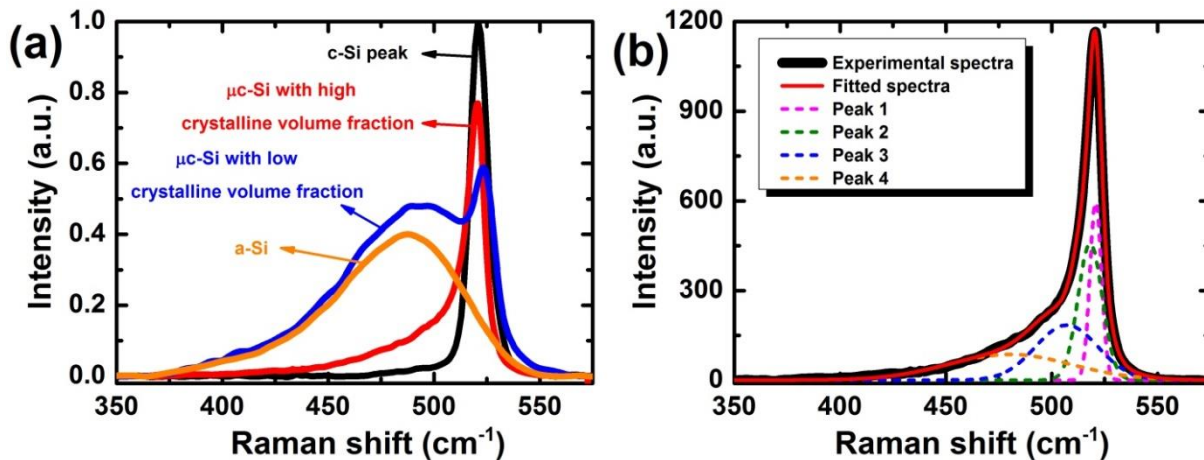 (a)
1.0
0.8
0.6
0.4
0.2
0.0
Intensity (a.u.)
c-Si peak
μc-Si with high
crystalline volume fraction
μc-Si with low
crystalline volume fraction
a-Si
350 400 450 500 550
Raman shift (cm⁻¹)
(b)
1200
900
600
300
0
Intensity (a.u.)
Experimental spectra
Fitted spectra
Peak 1
Peak 2
Peak 3
Peak 4
350 400 450 500 550
Raman shift (cm⁻¹)